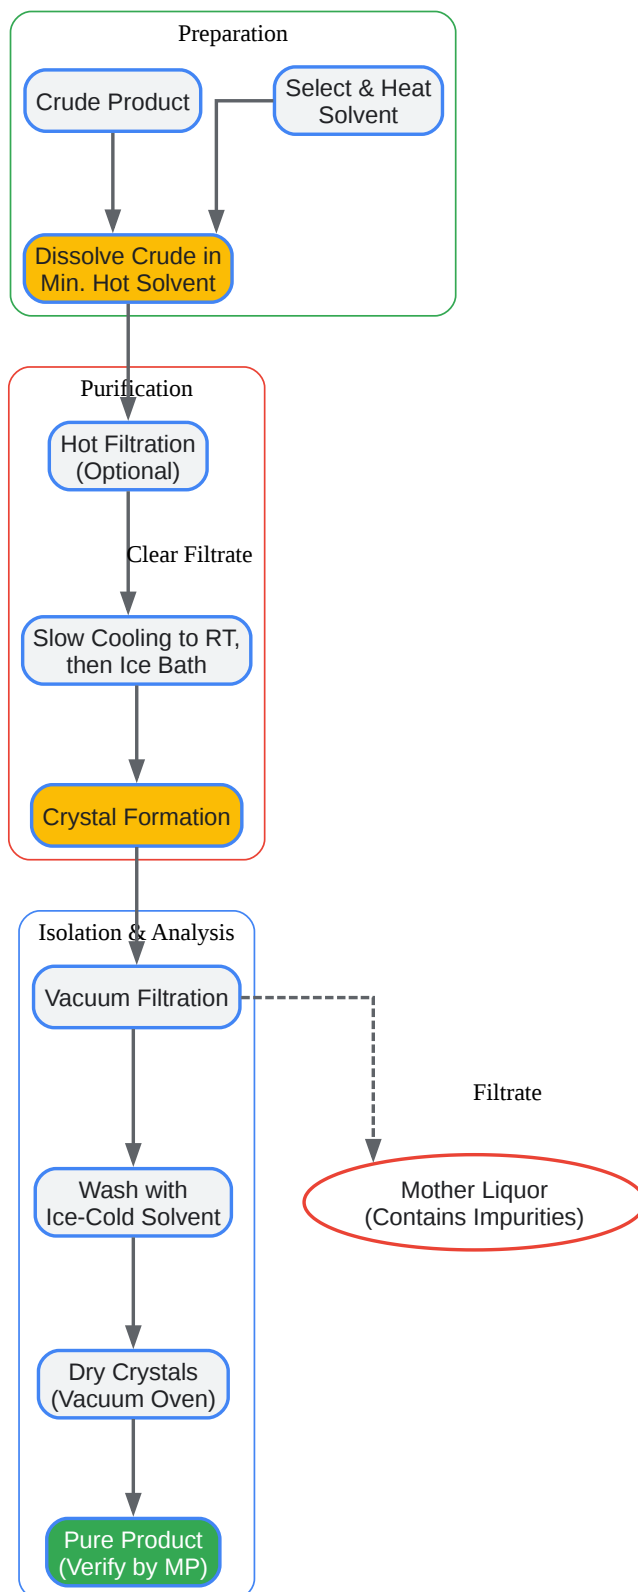 Preparation
Crude Product
Select & Heat
Solvent
Dissolve Crude in
Min. Hot Solvent
Purification
Hot Filtration
(Optional)
Clear Filtrate
Slow Cooling to RT,
then Ice Bath
Crystal Formation
Isolation & Analysis
Vacuum Filtration
Filtrate
Wash with
Ice-Cold Solvent
Mother Liquor
(Contains Impurities)
Dry Crystals
(Vacuum Oven)
Pure Product
(Verify by MP)